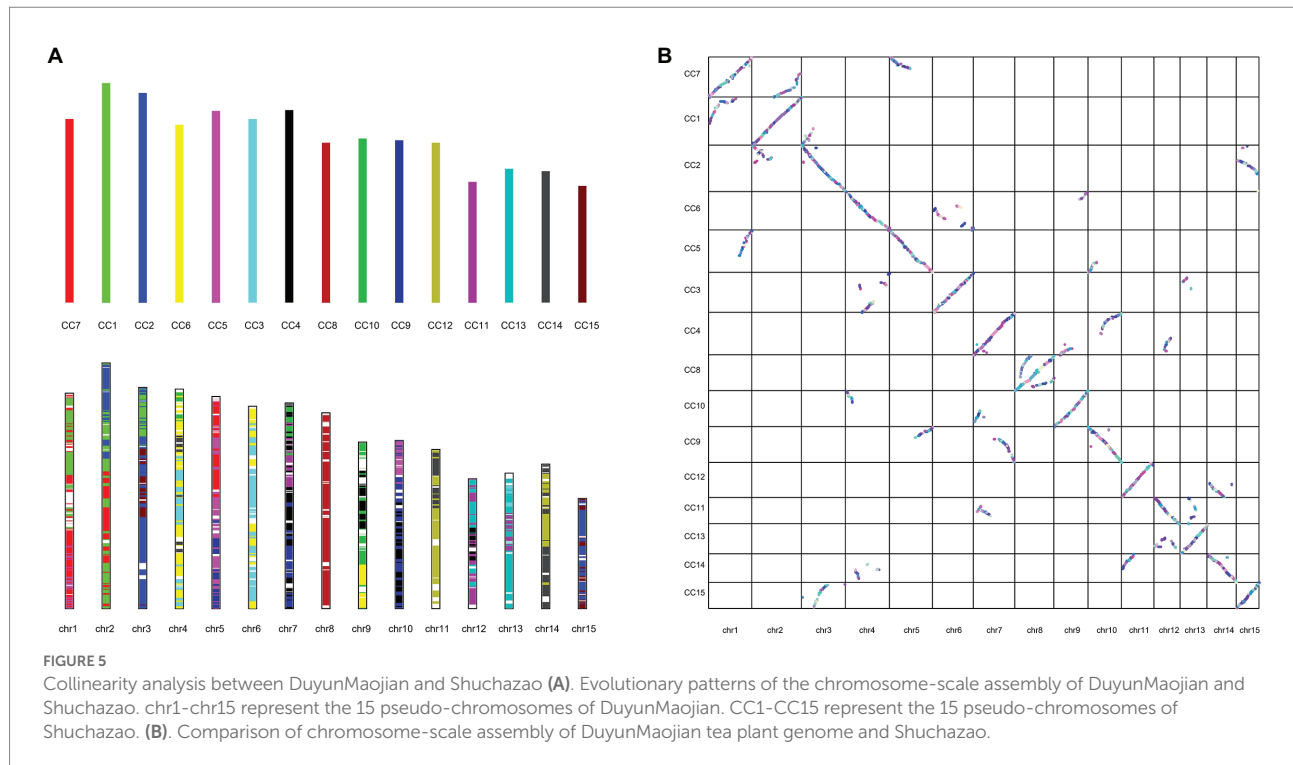 A
CC7 CC1 CC2 CC6 CC5 CC3 CC4 CC8 CC10 CC9 CC12 CC11 CC13 CC14 CC15
chr1 chr2 chr3 chr4 chr5 chr6 chr7 chr8 chr9 chr10 chr11 chr12 chr13 chr14 chr15
B
CC7
CC1
CC2
CC6
CC5
CC3
CC4
CC8
CC10
CC9
CC12
CC11
CC13
CC14
CC15
chr1 chr2 chr3 chr4 chr5 chr6 chr7 chr8 chr9 chr10 chr11 chr12 chr13 chr14 chr15
FIGURE 5
Collinearity analysis between DuyunMaojian and Shuchazao (A). Evolutionary patterns of the chromosome-scale assembly of DuyunMaojian and
Shuchazao. chr1-chr15 represent the 15 pseudo-chromosomes of DuyunMaojian. CC1-CC15 represent the 15 pseudo-chromosomes of
Shuchazao. (B). Comparison of chromosome-scale assembly of DuyunMaojian tea plant genome and Shuchazao.